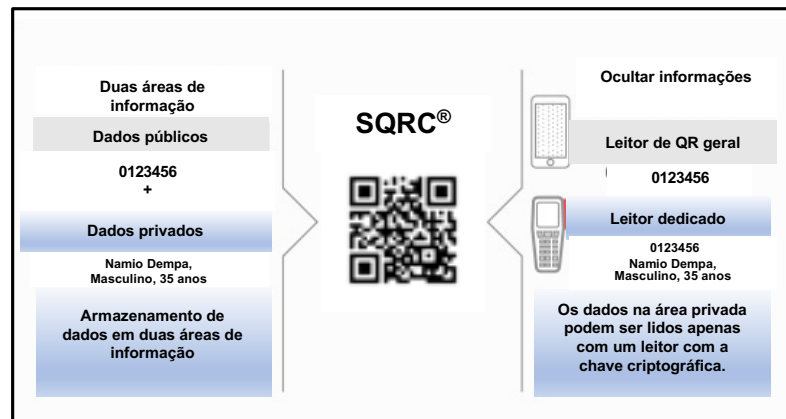 Duas áreas de
informação
Dados públicos
0123456
+
Dados privados
Namio Dempa,
Masculino, 35 anos
Armazenamento de
dados em duas áreas de
informação
SQRC®
Ocultar informações
Leitor de QR geral
0123456
Leitor dedicado
0123456
Namio Dempa,
Masculino, 35 anos
Os dados na área privada
podem ser lidos apenas
com um leitor com a
chave criptográfica.